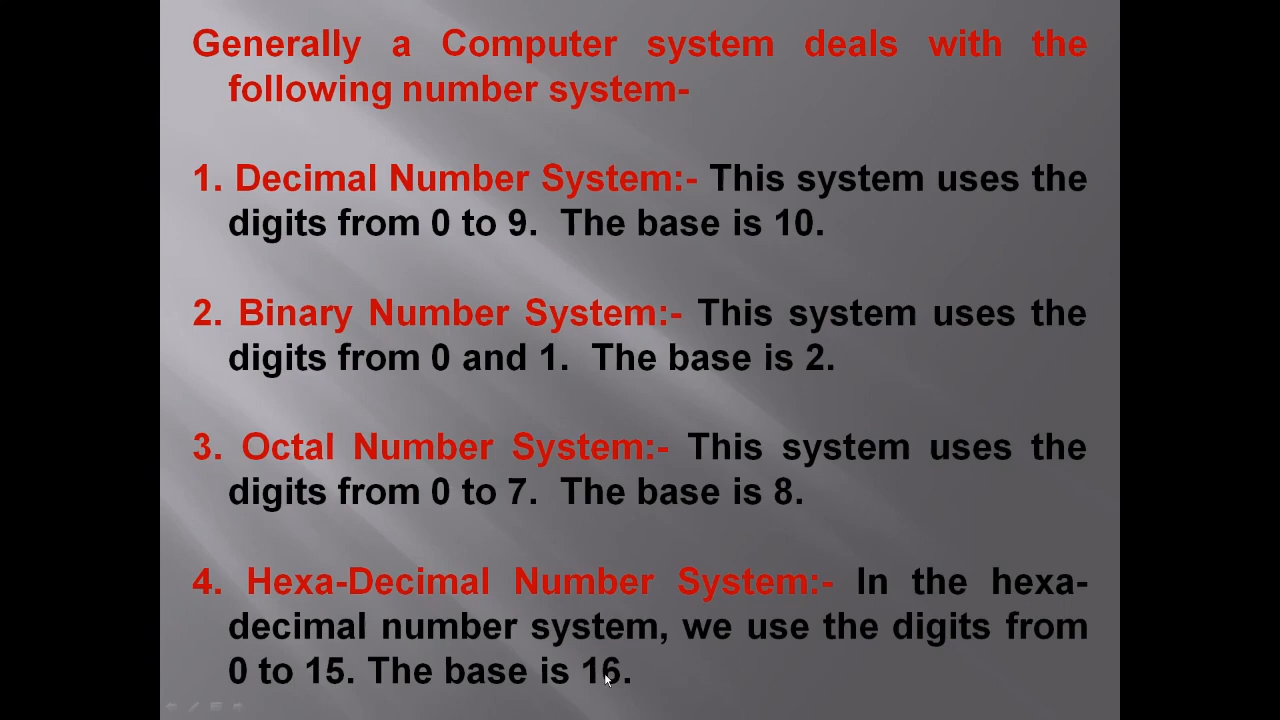 Generally a Computer system deals with the
following number system-
1. Decimal Number System:- This system uses the
digits from 0 to 9. The base is 10.
2. Binary Number System:- This system uses the
digits from 0 and 1. The base is 2.
3. Octal Number System:- This system uses the
digits from 0 to 7. The base is 8.
4. Hexa-Decimal Number System:- In the hexa-
decimal number system, we use the digits from
0 to 15. The base is 16.